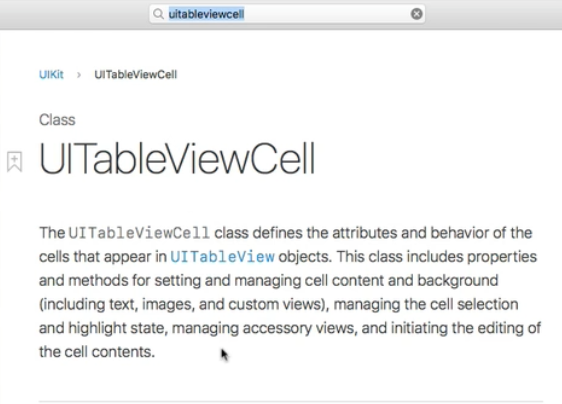 uitableviewcell
UIKit > UITableViewCell
Class
UITableViewCell
The UITableViewCell class defines the attributes and behavior of the
cells that appear in UITableView objects. This class includes properties
and methods for setting and managing cell content and background
(including text, images, and custom views), managing the cell selection
and highlight state, managing accessory views, and initiating the editing of
the cell contents.